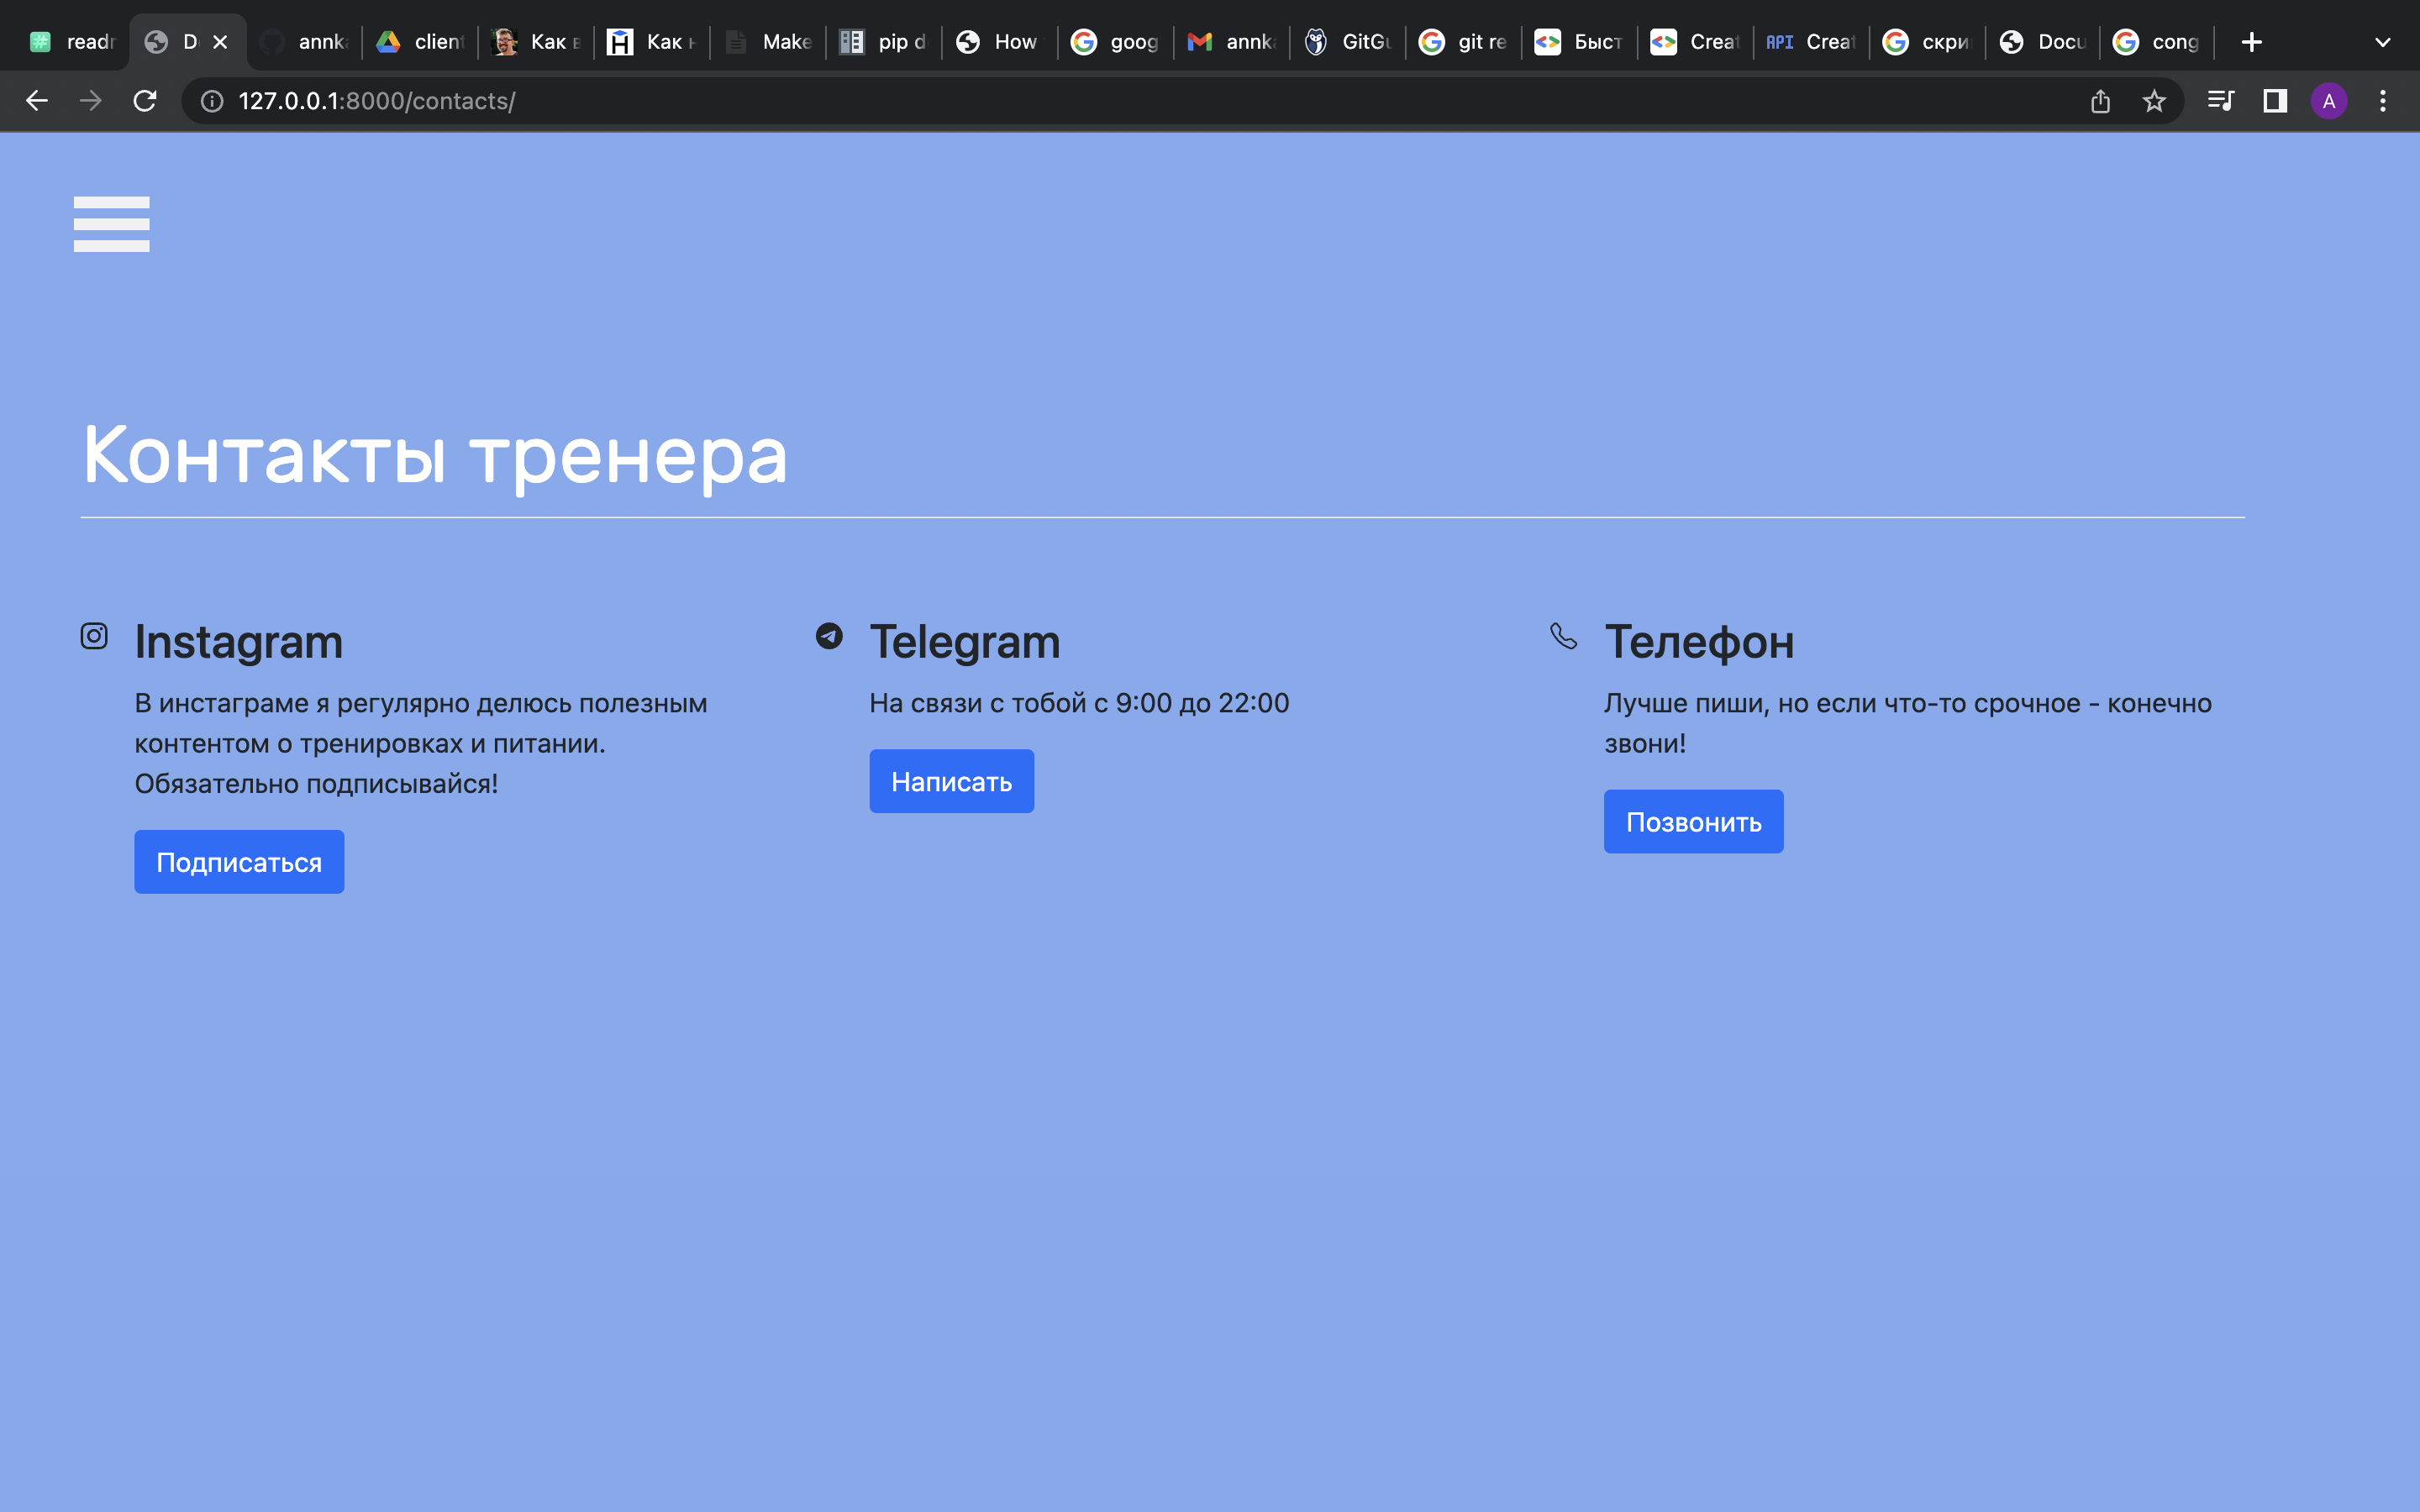 readr
D
annka
client
Как в
Как н
Make
pip d
How
goog
annka
GitGu
git re
Быст
Creat
API
Creat
скри
Docu
cong
127.0.0.1:8000/contacts/
A
Контакты тренера
Instagram
В инстаграме я регулярно делюсь полезным
контентом о тренировках и питании.
Обязательно подписывайся!
Подписаться
Telegram
На связи с тобой с 9:00 до 22:00
Написать
Телефон
Лучше пиши, но если что-то срочное - конечно
звони!
Позвонить